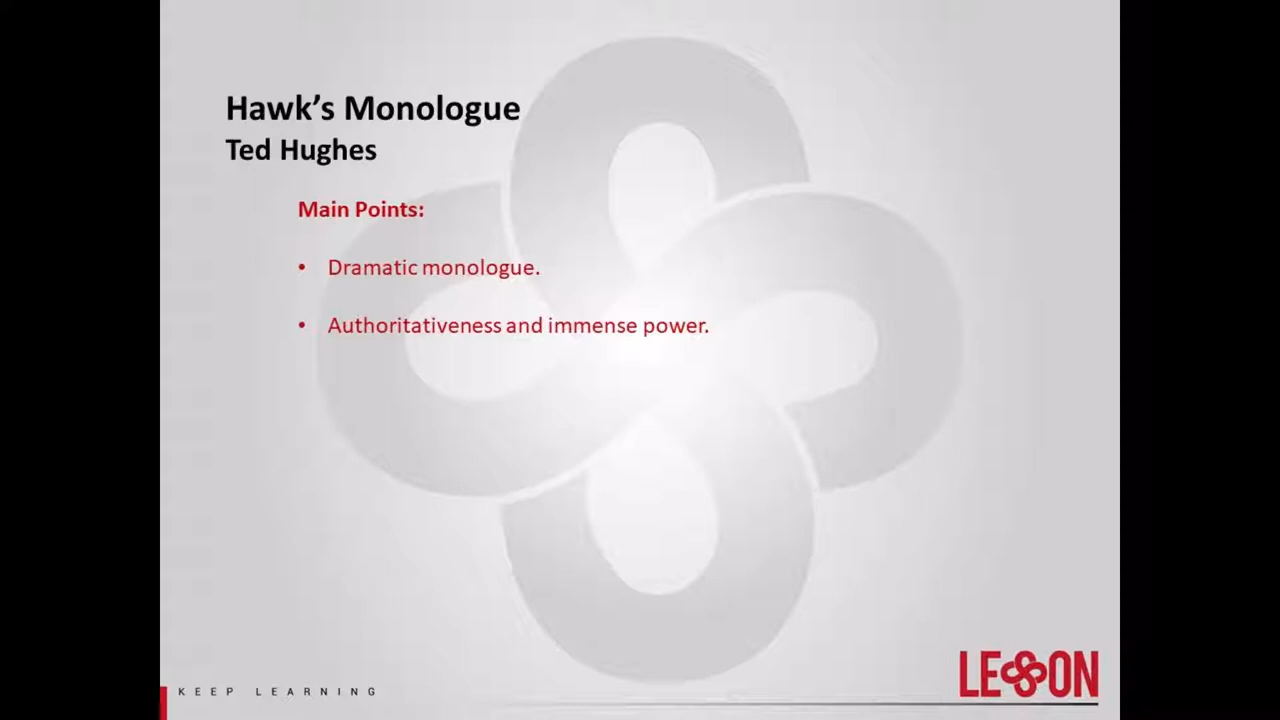 Hawk's Monologue
Ted Hughes
Main Points:
• Dramatic monologue.
• Authoritativeness and immense power.
KEEP LEARNING
LESSON